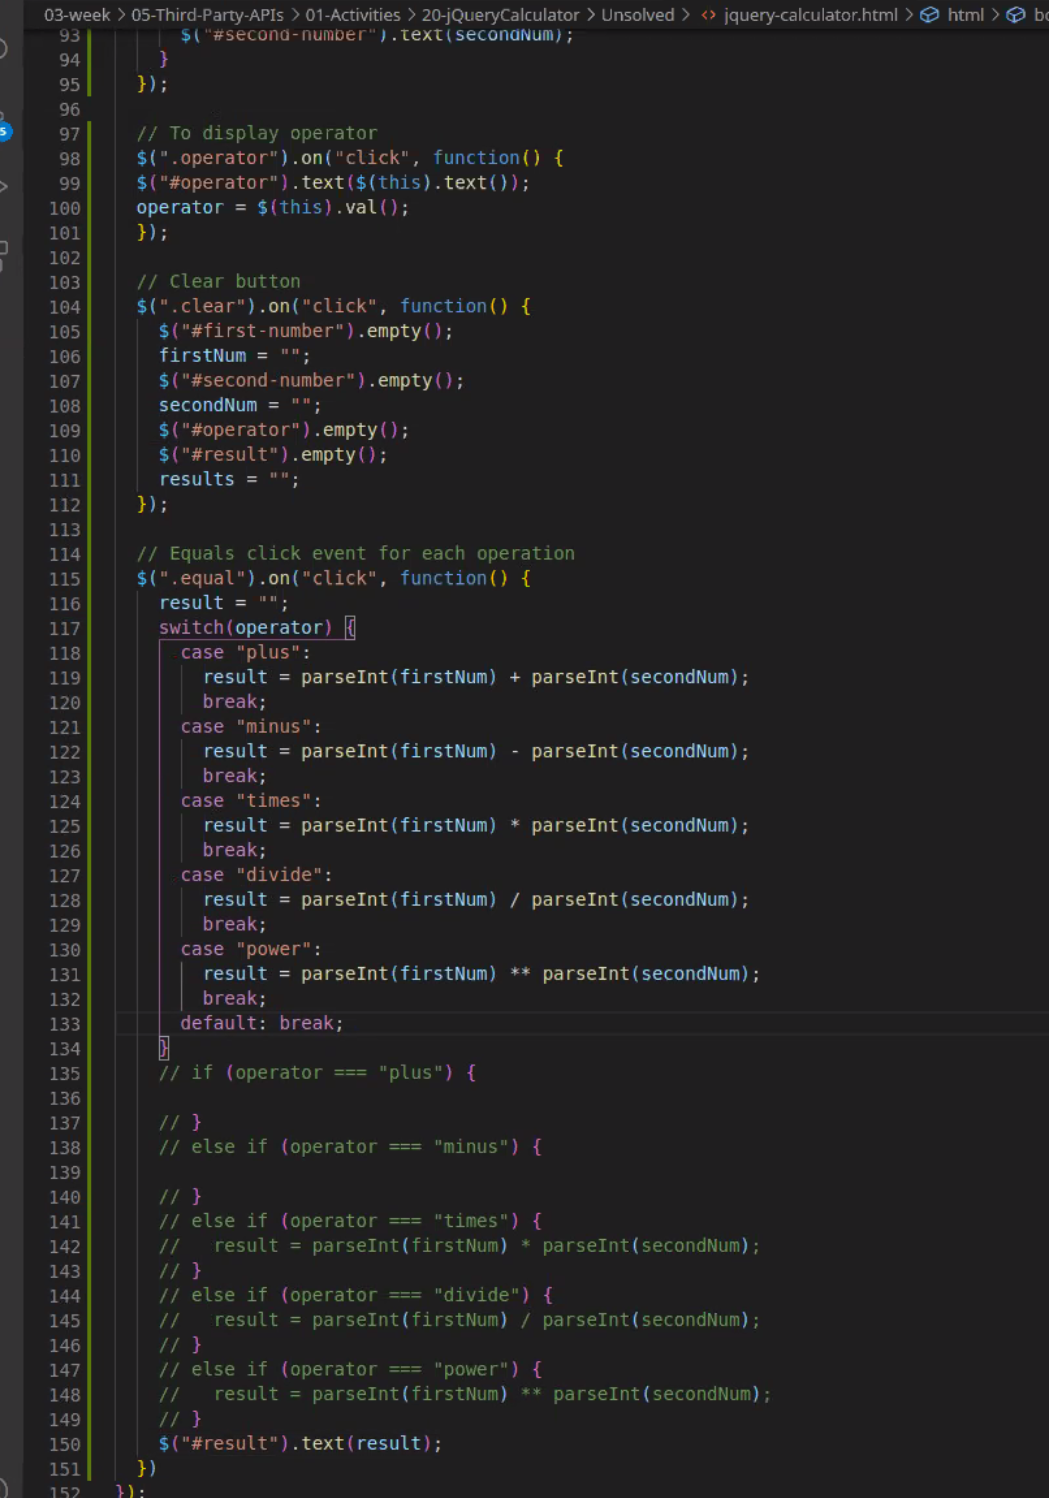 03-week > 05-Third-Party-APIs > 01-Activities > 20-jQueryCalculator > Unsolved > <> jquery-calculator.html > html >
93 $("#second-number").text(secondNum);
94 }
95 });
96
97 // To display operator
98 $(".operator").on("click", function() {
99 $("#operator").text($(this).text());
100 operator = $(this).val();
101 });
102
103 // Clear button
104 $(".clear").on("click", function() {
105 $("#first-number").empty();
106 firstNum = "";
107 $("#second-number").empty();
108 secondNum = "";
109 $("#operator").empty();
110 $("#result").empty();
111 results = "";
112 });
113
114 // Equals click event for each operation
115 $(".equal").on("click", function() {
116 result = "";
117 switch(operator) {
118 case "plus":
119 result = parseInt(firstNum) + parseInt(secondNum);
120 break;
121 case "minus":
122 result = parseInt(firstNum) - parseInt(secondNum);
123 break;
124 case "times":
125 result = parseInt(firstNum) * parseInt(secondNum);
126 break;
127 case "divide":
128 result = parseInt(firstNum) / parseInt(secondNum);
129 break;
130 case "power":
131 result = parseInt(firstNum) ** parseInt(secondNum);
132 break;
133 default: break;
134 }
135 // if (operator === "plus") {
136
137 // }
138 // else if (operator === "minus") {
139
140 // }
141 // else if (operator === "times") {
142 // result = parseInt(firstNum) * parseInt(secondNum);
143 // }
144 // else if (operator === "divide") {
145 // result = parseInt(firstNum) / parseInt(secondNum);
146 // }
147 // else if (operator === "power") {
148 // result = parseInt(firstNum) ** parseInt(secondNum);
149 // }
150 $("#result").text(result);
151 })
152 });